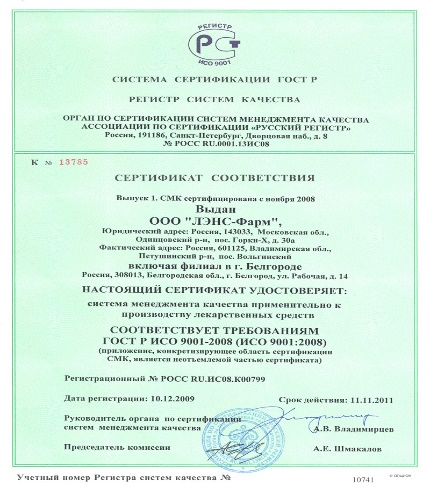 РЕГИСТР
РСТ
ИСО 9001
СИСТЕМА СЕРТИФИКАЦИИ ГОСТ Р
РЕГИСТР СИСТЕМ КАЧЕСТВА
ОРГАН ПО СЕРТИФИКАЦИИ СИСТЕМ МЕНЕДЖМЕНТА КАЧЕСТВА
АССОЦИАЦИИ ПО СЕРТИФИКАЦИИ «РУССКИЙ РЕГИСТР»
Россия, 191186, Санкт-Петербург, Дворцовая наб., д. 8
№ РОСС RU.0001.13ИС08
К № 13785
СЕРТИФИКАТ СООТВЕТСТВИЯ
Выпуск 1. СМК сертифицирована с ноября 2008
Выдан
ООО "ЛЭНС-Фарм",
Юридический адрес: Россия, 143033, Московская обл.,
Одинцовский р-н, пос. Горки-X, д. 30а
Фактический адрес: Россия, 601125, Владимирская обл.,
Петушинский р-н, пос. Вольгинский
включая филиал в г. Белгороде
Россия, 308013, Белгородская обл., г. Белгород, ул. Рабочая, д. 14
НАСТОЯЩИЙ СЕРТИФИКАТ УДОСТОВЕРЯЕТ:
система менеджмента качества применительно к
производству лекарственных средств
СООТВЕТСТВУЕТ ТРЕБОВАНИЯМ
ГОСТ Р ИСО 9001-2008 (ИСО 9001:2008)
(приложение, конкретизирующее область сертификации
СМК, является неотъемлемой частью сертификата)
Регистрационный № РОСС RU.ИС08.К00799
Дата регистрации: 10.12.2009 Срок действия: 11.11.2011
Руководитель органа по сертификации
систем менеджмента качества А.В. Владимирцев
Председатель комиссии А.Е. Шмакалов
Учетный номер Регистра систем качества № 10741